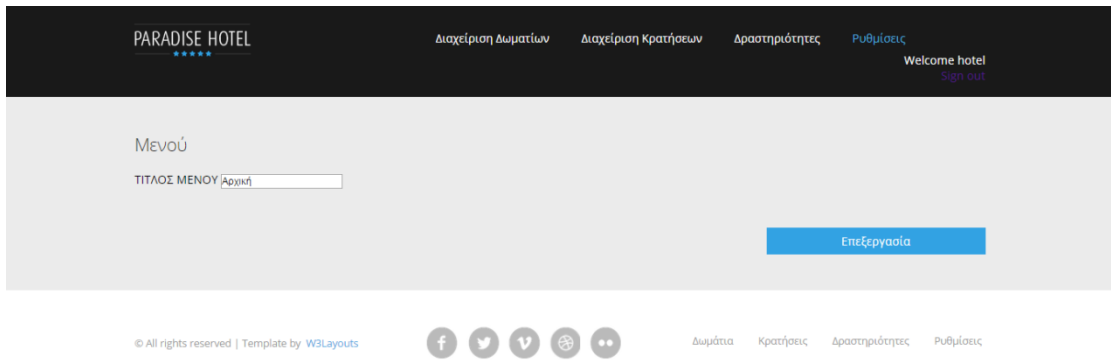 PARADISE HOTEL
Διαχείριση Δωματίων Διαχείριση Κρατήσεων Δραστηριότητες Ρυθμίσεις
Welcome hotel
Sign out
Μενού
ΤΙΤΛΟΣ ΜΕΝΟΥ Αρχική
Επεξεργασία
© All rights reserved | Template by W3Layouts
Δωμάτια Κρατήσεις Δραστηριότητες Ρυθμίσεις